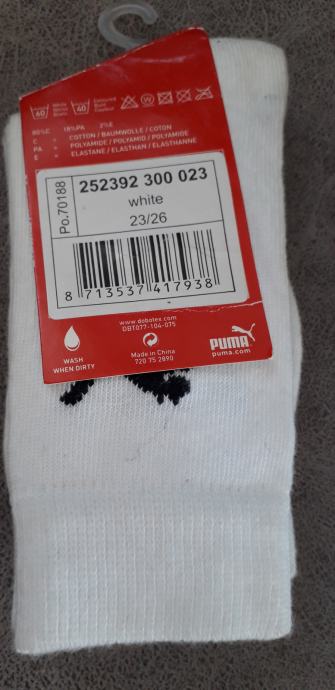 60
40
80%C 18%PA 2%E
C = COTTON / BAUMWOLLE / COTON
PA = POLYAMIDE / POLYAMID / POLYAMIDE
E = ELASTANE / ELASTHAN / ELASTHANNE
Po.70188
252392 300 023
white
23/26
8 713537 417938
www.dobotex.com
DBT077-104-075
WASH
WHEN DIRTY
Made in China
720 75 2890
PUMA
puma.com